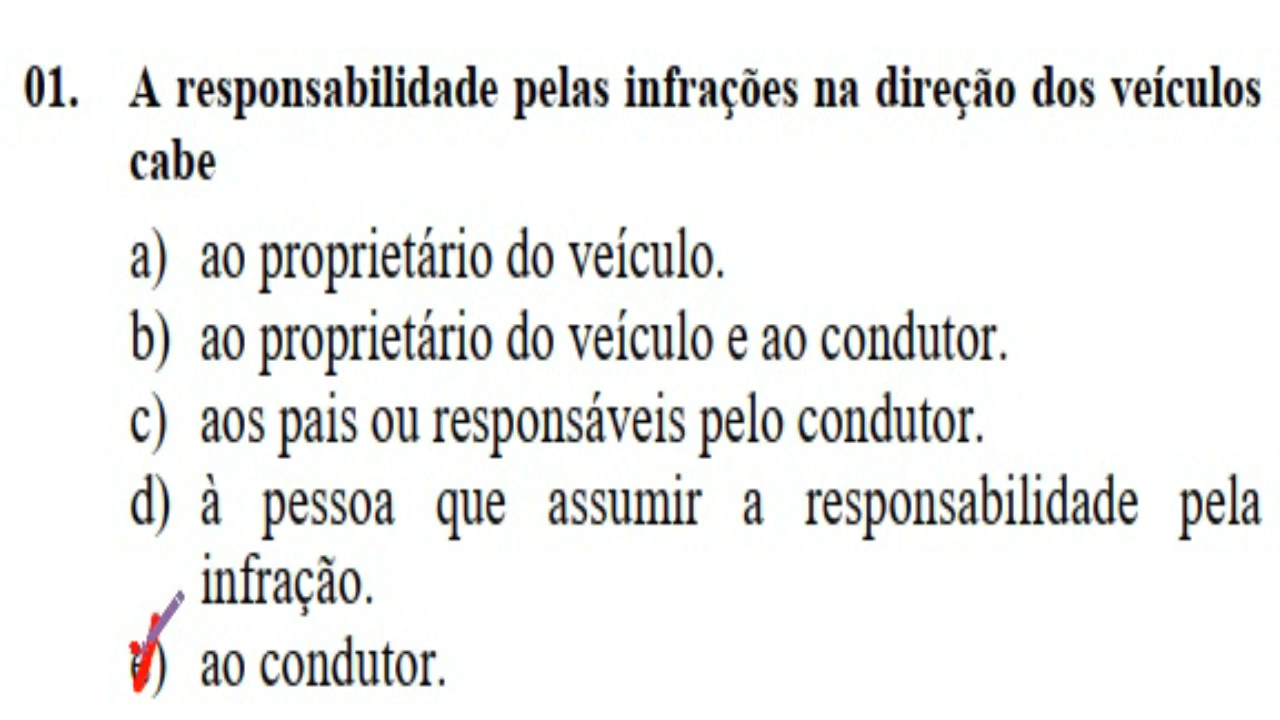 01. A responsabilidade pelas infrações na direção dos veículos
cabe
a) ao proprietário do veículo.
b) ao proprietário do veículo e ao condutor.
c) aos pais ou responsáveis pelo condutor.
d) à pessoa que assumir a responsabilidade pela
infração.
e) ao condutor.